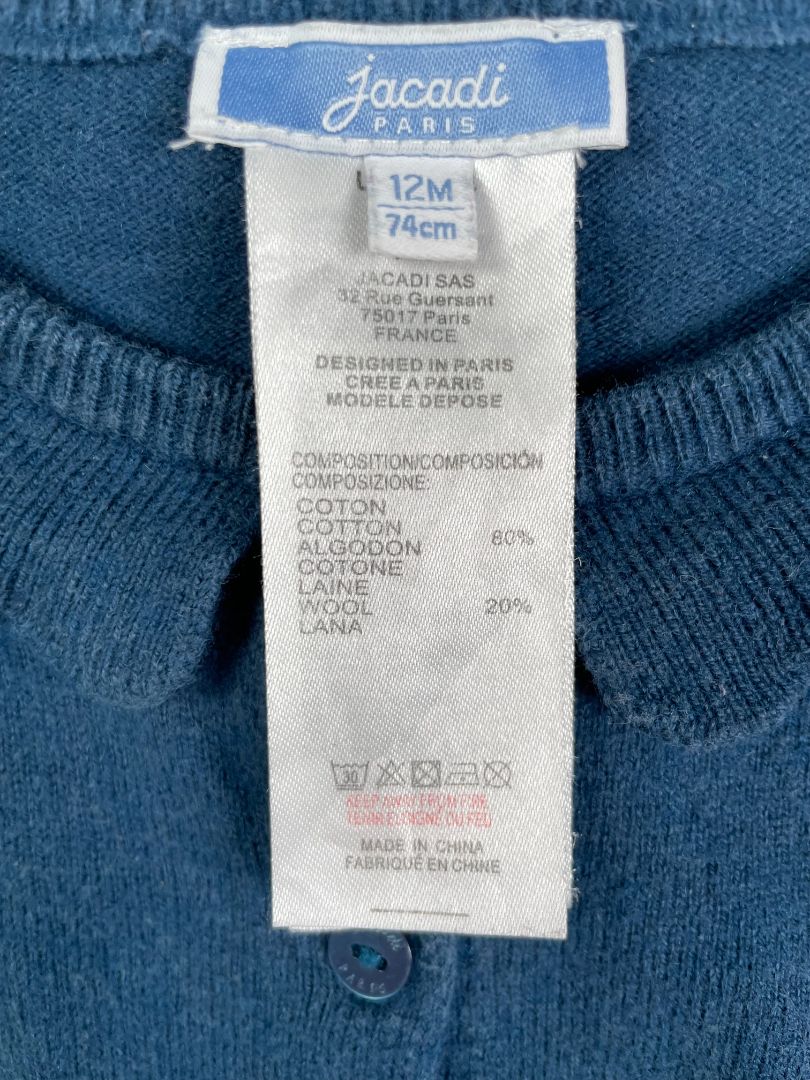 jacadi
PARIS
12M
74cm
JACADI SAS
32 Rue Guersant
75017 Paris
FRANCE
DESIGNED IN PARIS
CREE A PARIS
MODELE DEPOSE
COMPOSITION/COMPOSICIÓN
COMPOSIZIONE:
COTON
COTTON
ALGODON 80%
COTONE
LAINE
WOOL 20%
LANA
30
KEEP AWAY FROM FIRE
TENIR ELOIGNE DU FEU
MADE IN CHINA
FABRIQUÉ EN CHINE
PARIS